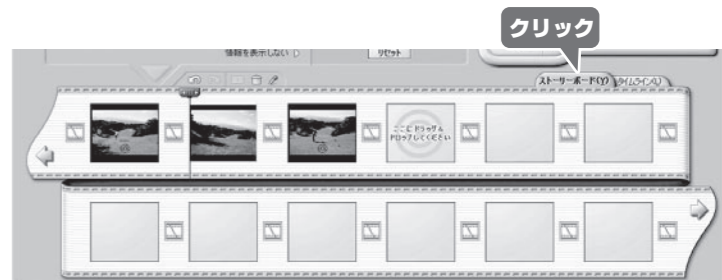 クリック
情報を表示しない
リセット
ストーリーボード(Y)
タイムライン(L)
ここに ドラッグ&
ドロップしてください